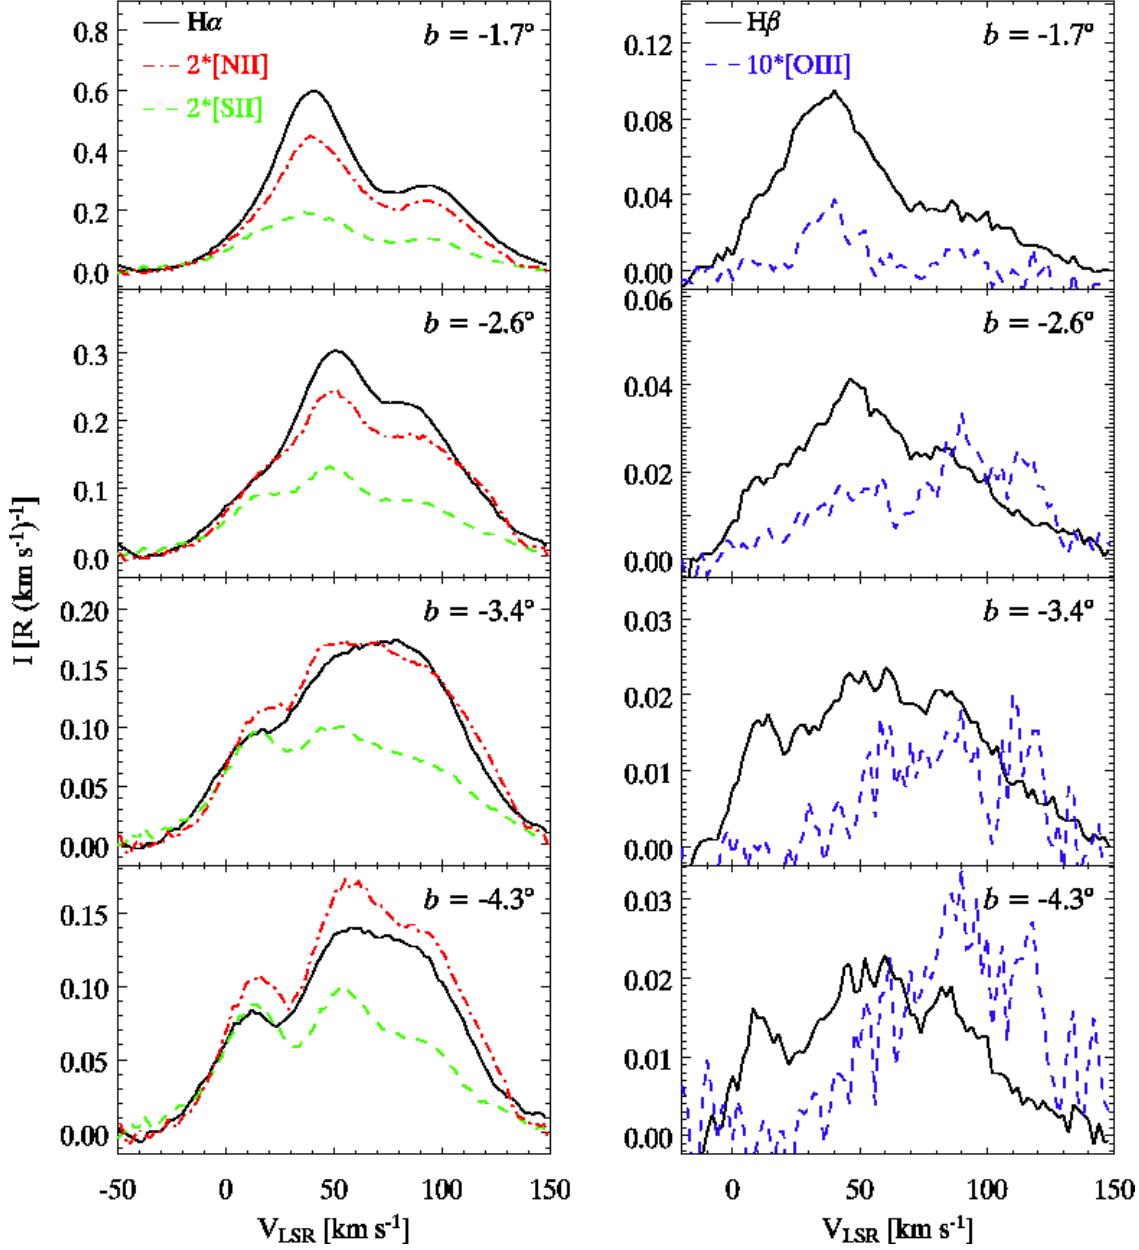 Hα
2*[NII]
2*[SII]
b = -1.7°
0.8
0.6
0.4
0.2
0.0
Hβ
10*[OIII]
b = -1.7°
0.12
0.08
0.04
0.00
b = -2.6°
0.3
0.2
0.1
0.0
b = -2.6°
0.06
0.04
0.02
0.00
b = -3.4°
0.20
0.15
0.10
0.05
0.00
b = -3.4°
0.03
0.02
0.01
0.00
b = -4.3°
0.15
0.10
0.05
0.00
b = -4.3°
0.03
0.02
0.01
0.00
I [R (km s⁻¹)⁻¹]
-50 0 50 100 150
V_LSR [km s⁻¹]
0 50 100 150
V_LSR [km s⁻¹]